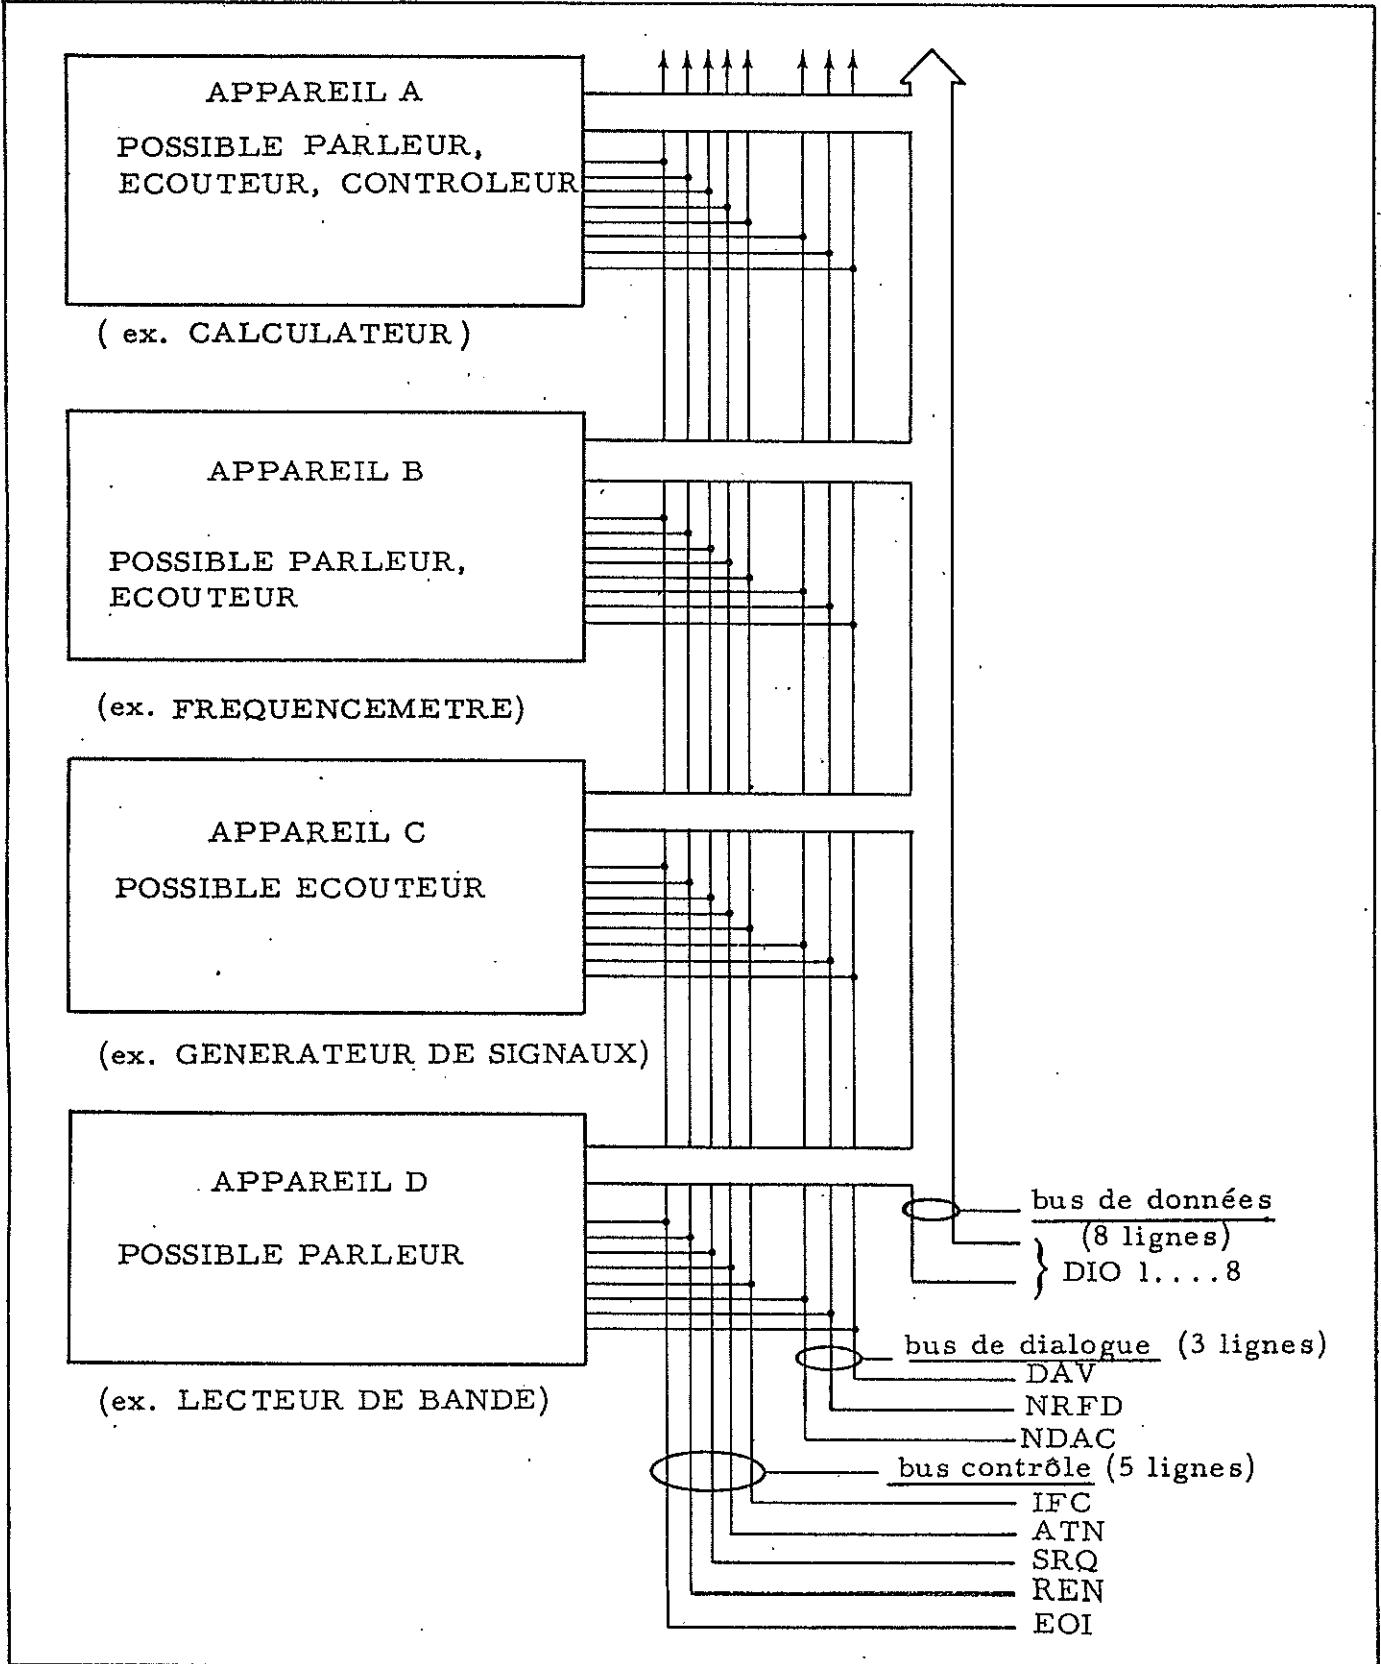 APPAREIL A
POSSIBLE PARLEUR,
ECOUTEUR, CONTROLEUR
( ex. CALCULATEUR )
APPAREIL B
POSSIBLE PARLEUR,
ECOUTEUR
(ex. FREQUENCEMETRE)
APPAREIL C
POSSIBLE ECOUTEUR
(ex. GENERATEUR DE SIGNAUX)
APPAREIL D
POSSIBLE PARLEUR
(ex. LECTEUR DE BANDE)
bus de données
(8 lignes)
} DIO 1....8
bus de dialogue (3 lignes)
DAV
NRFD
NDAC
bus contrôle (5 lignes)
IFC
ATN
SRQ
REN
EOI